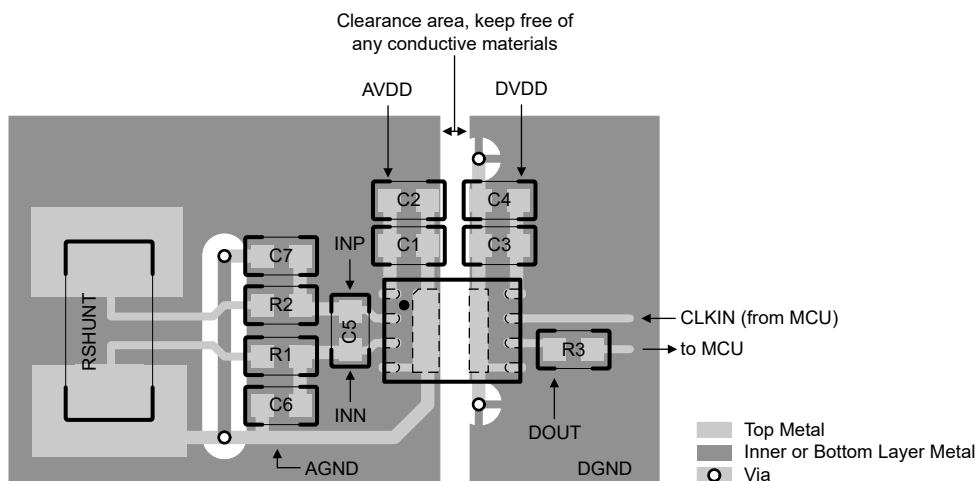 Clearance area, keep free of
any conductive materials
AVDD
DVDD
C2
C4
C1
C3
INP
C7
R2
C5
RSHUNT
R1
C6
INN
AGND
CLKIN (from MCU)
R3
to MCU
DOUT
DGND
Top Metal
Inner or Bottom Layer Metal
Via